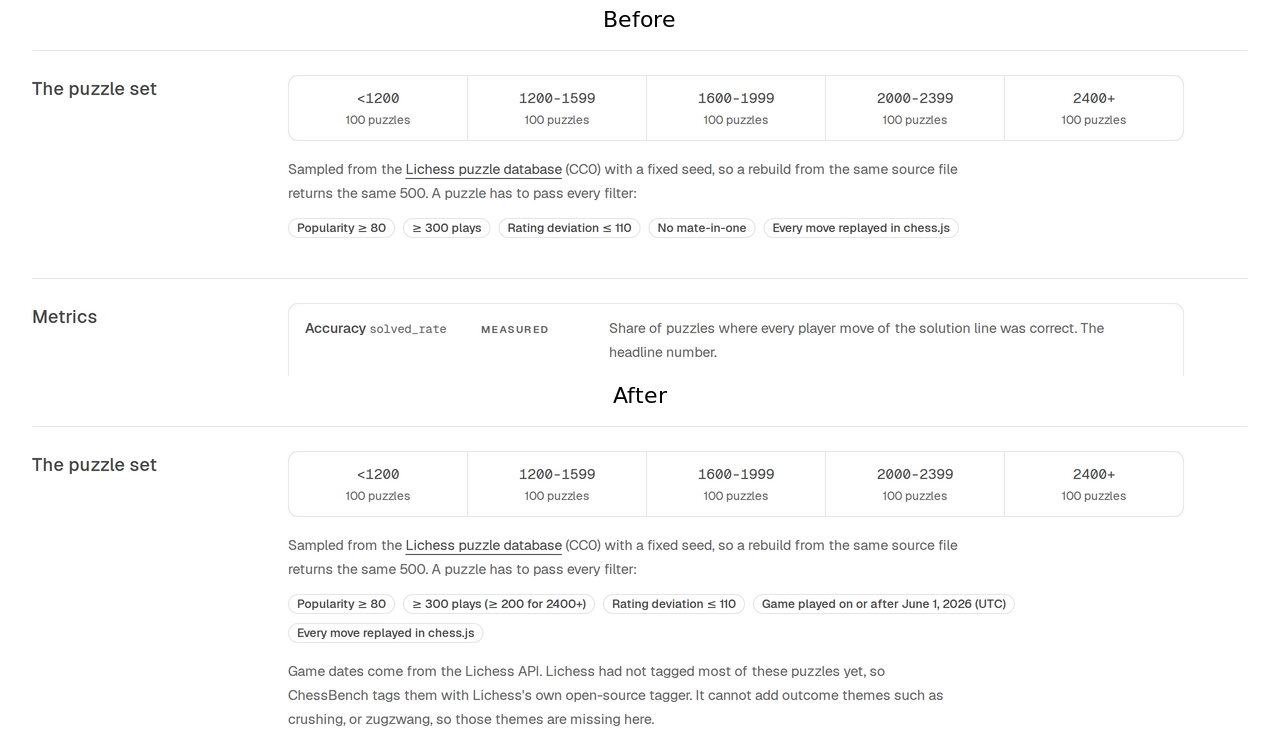 Before
The puzzle set
<1200
100 puzzles
1200-1599
100 puzzles
1600-1999
100 puzzles
2000-2399
100 puzzles
2400+
100 puzzles
Sampled from the Lichess puzzle database (CC0) with a fixed seed, so a rebuild from the same source file
returns the same 500. A puzzle has to pass every filter:
Popularity ≥ 80
≥ 300 plays
Rating deviation ≤ 110
No mate-in-one
Every move replayed in chess.js
Metrics
Accuracy solved_rate
MEASURED
Share of puzzles where every player move of the solution line was correct. The
headline number.
After
The puzzle set
<1200
100 puzzles
1200-1599
100 puzzles
1600-1999
100 puzzles
2000-2399
100 puzzles
2400+
100 puzzles
Sampled from the Lichess puzzle database (CC0) with a fixed seed, so a rebuild from the same source file
returns the same 500. A puzzle has to pass every filter:
Popularity ≥ 80
≥ 300 plays (≥ 200 for 2400+)
Rating deviation ≤ 110
Game played on or after June 1, 2026 (UTC)
Every move replayed in chess.js
Game dates come from the Lichess API. Lichess had not tagged most of these puzzles yet, so
ChessBench tags them with Lichess's own open-source tagger. It cannot add outcome themes such as
crushing, or zugzwang, so those themes are missing here.